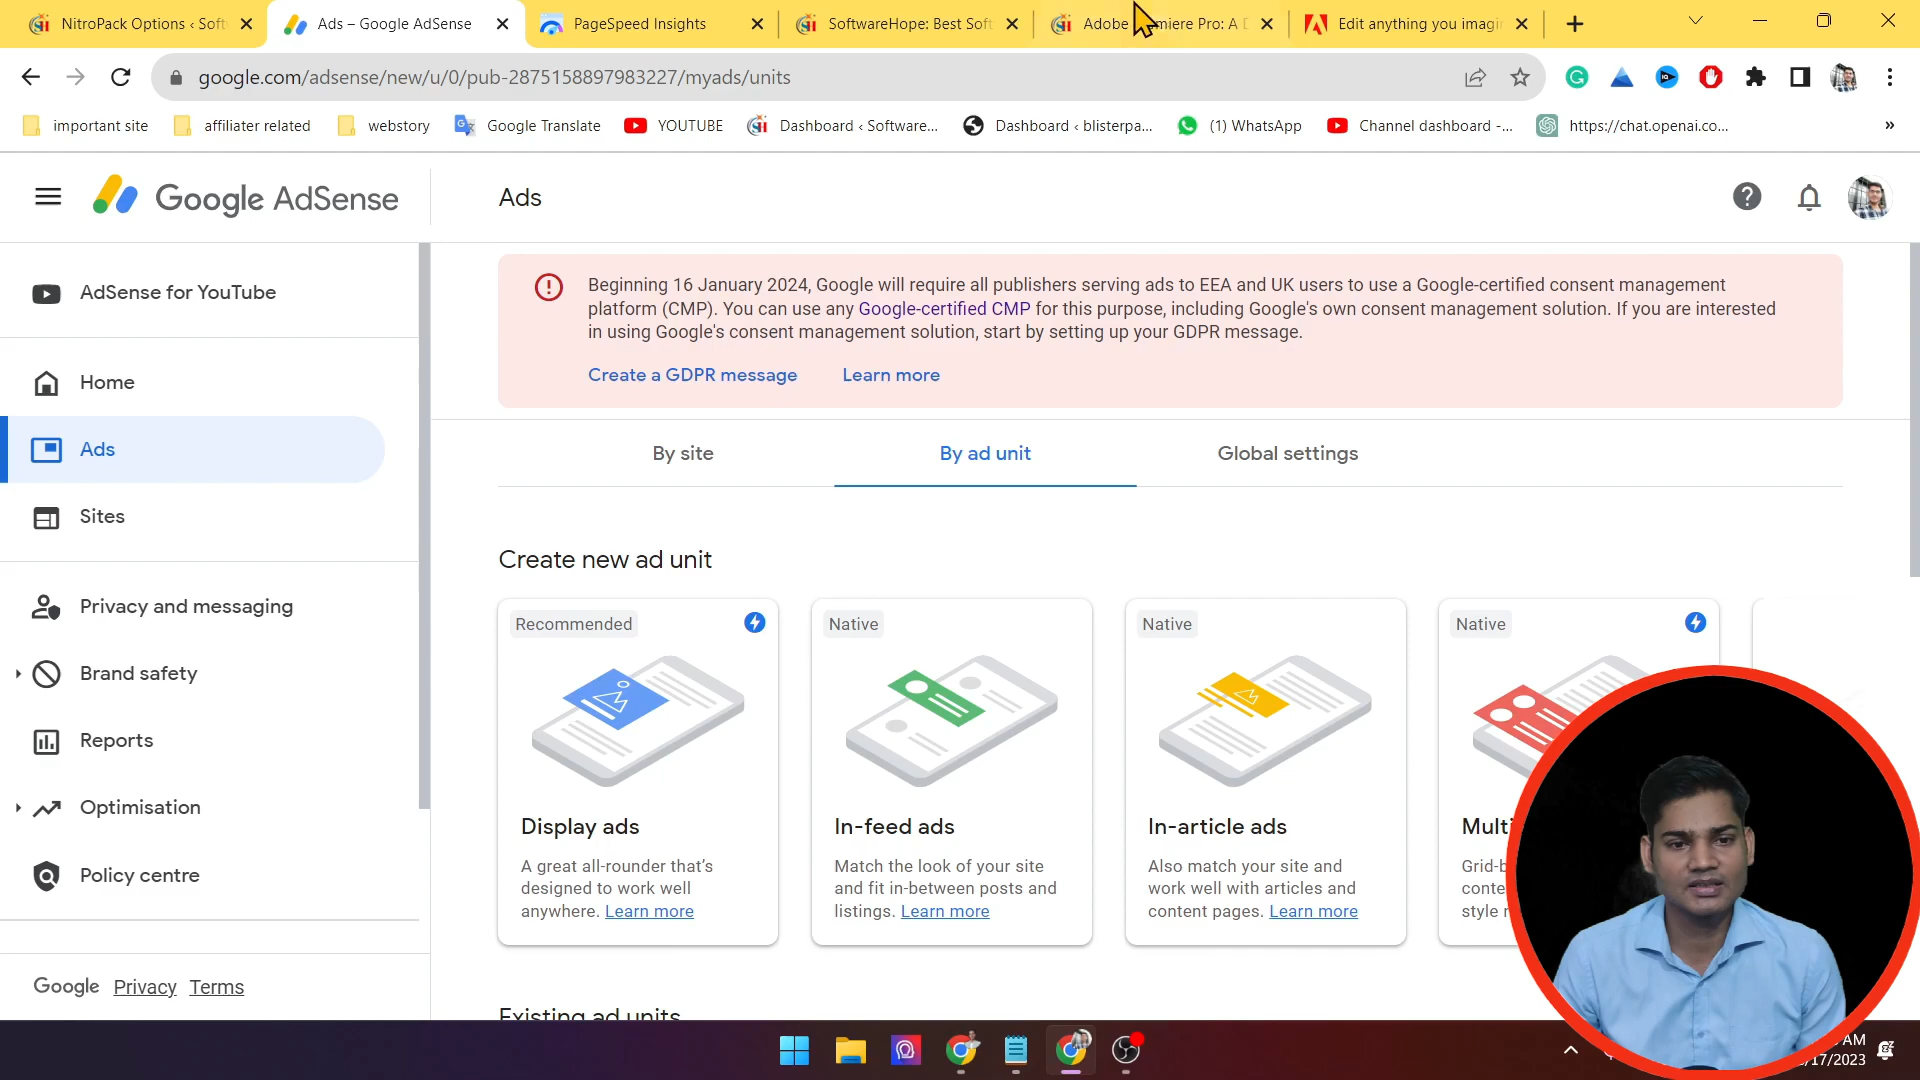 NitroPack Options ‹ Soft
Ads – Google AdSense
PageSpeed Insights
SoftwareHope: Best Soft
Adobe
miere Pro: A D
Edit anything you imagi
google.com/adsense/new/u/0/pub-2875158897983227/myads/units
important site
affiliater related
webstory
Google Translate
YOUTUBE
Dashboard ‹ Software...
Dashboard ‹ blisterpa...
(1) WhatsApp
Channel dashboard -...
https://chat.openai.co...
»
Google AdSense
Ads
AdSense for YouTube
Home
Ads
Sites
Privacy and messaging
Brand safety
Reports
Optimisation
Policy centre
Google Privacy Terms
Beginning 16 January 2024, Google will require all publishers serving ads to EEA and UK users to use a Google-certified consent management
platform (CMP). You can use any Google-certified CMP for this purpose, including Google's own consent management solution. If you are interested
in using Google's consent management solution, start by setting up your GDPR message.
Create a GDPR message Learn more
By site
By ad unit
Global settings
Create new ad unit
Recommended
Display ads
A great all-rounder that's
designed to work well
anywhere. Learn more
Native
In-feed ads
Match the look of your site
and fit in-between posts and
listings. Learn more
Native
In-article ads
Also match your site and
work well with articles and
content pages. Learn more
Native
Multi
Grid-b
conte
style
Existing ad units
AM
/17/2023